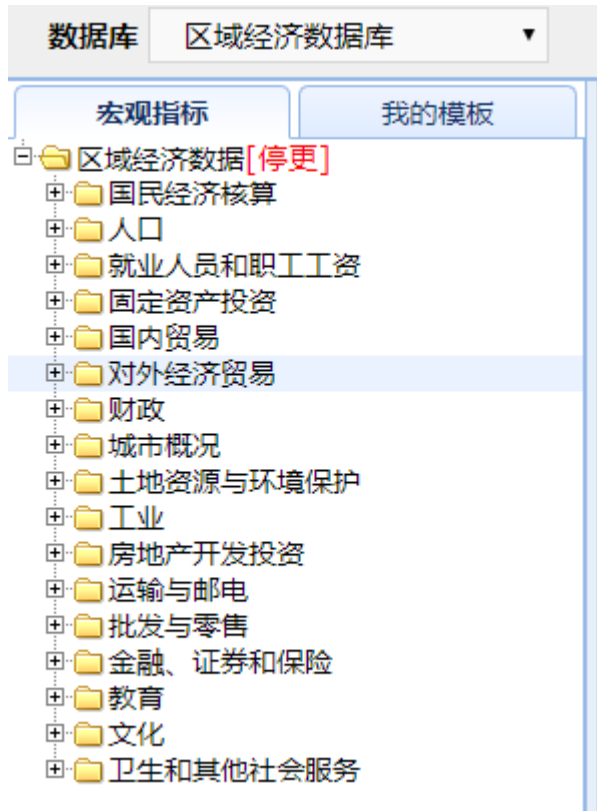 数据库 区域经济数据库
宏观指标 我的模板
区域经济数据[停更]
国民经济核算
人口
就业人员和职工工资
固定资产投资
国内贸易
对外经济贸易
财政
城市概况
土地资源与环境保护
工业
房地产开发投资
运输与邮电
批发与零售
金融、证券和保险
教育
文化
卫生和其他社会服务